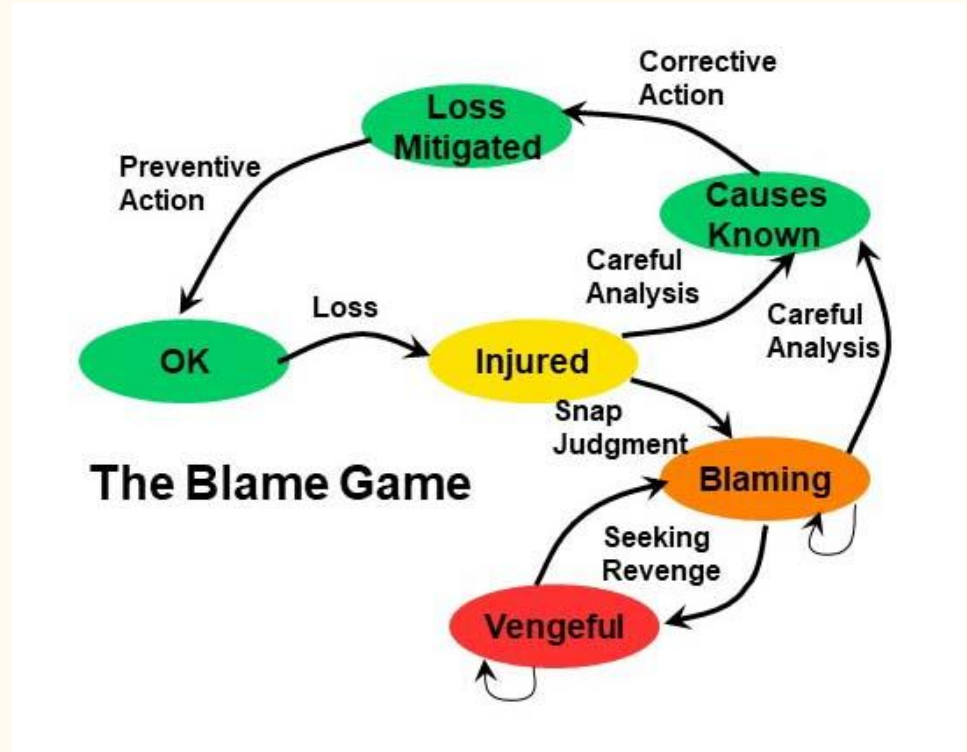 Corrective
Action
Loss
Mitigated
Preventive
Action
Causes
Known
Careful
Analysis
Loss
Careful
Analysis
OK
Injured
Snap
Judgment
The Blame Game
Blaming
Seeking
Revenge
Vengeful